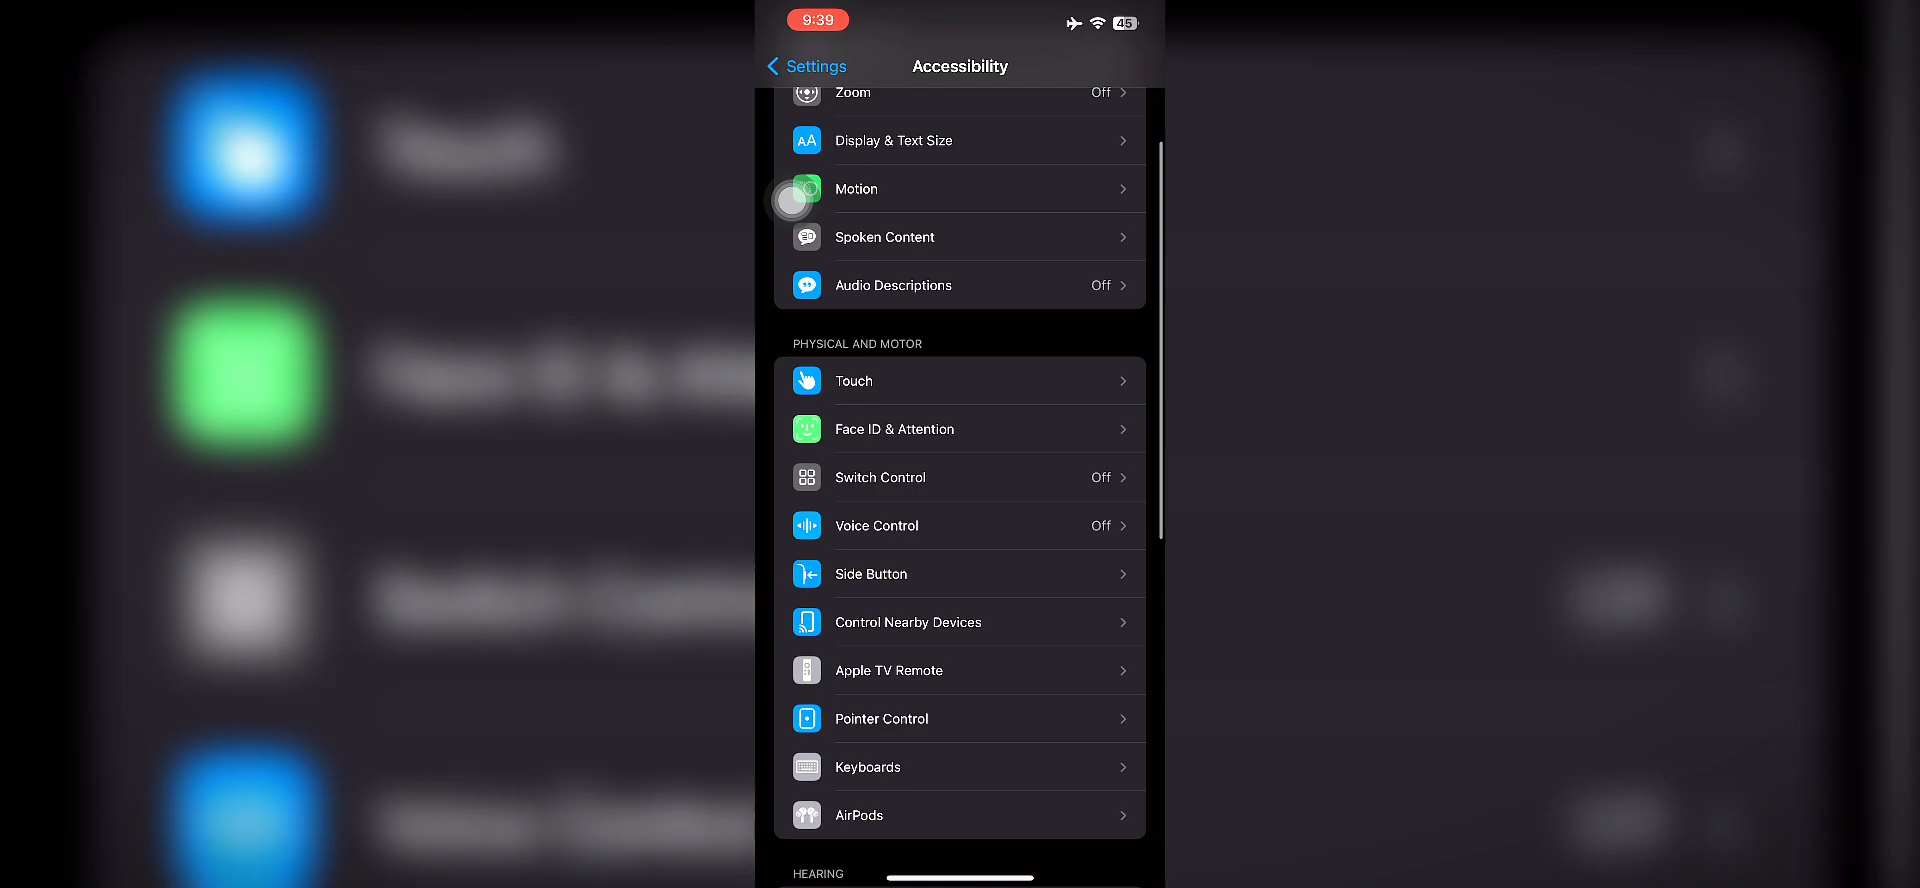 9:39
45
Settings
Accessibility
Zoom
Off
Display & Text Size
Motion
Spoken Content
Audio Descriptions
Off
PHYSICAL AND MOTOR
Touch
Face ID & Attention
Switch Control
Off
Voice Control
Off
Side Button
Control Nearby Devices
Apple TV Remote
Pointer Control
Keyboards
AirPods
HEARING